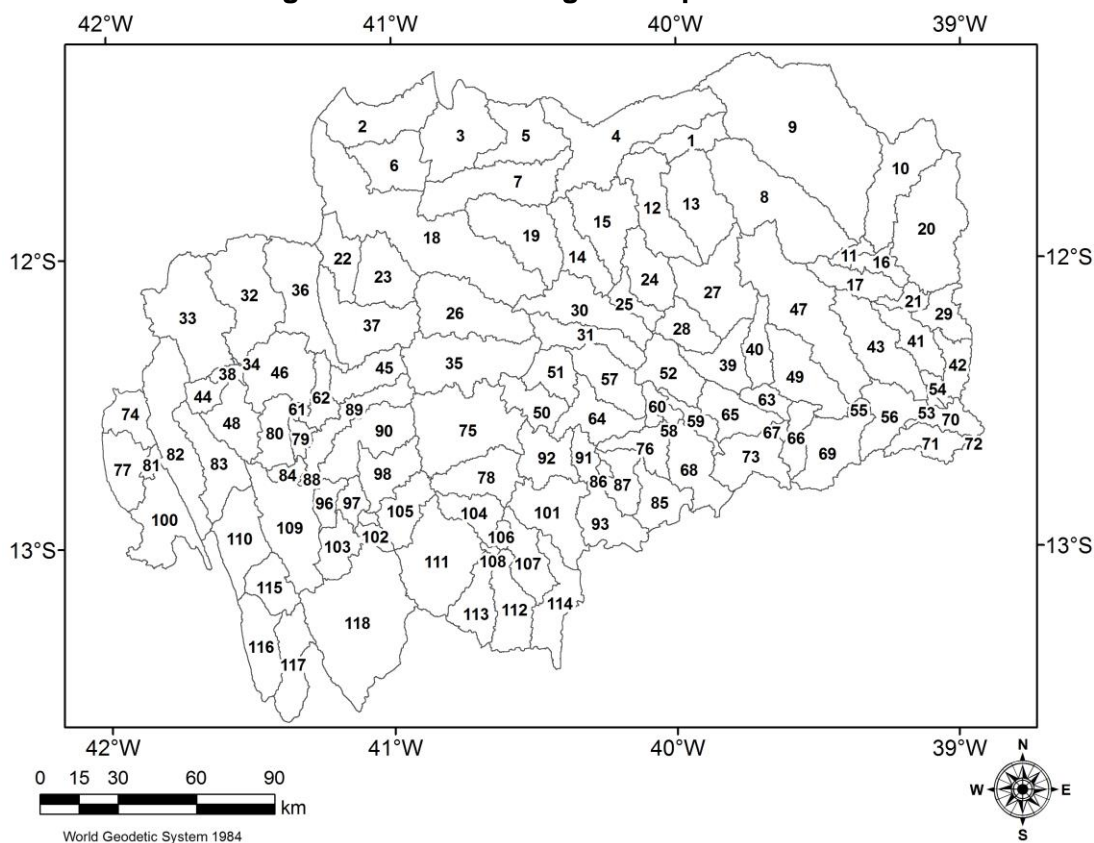 42°W 41°W 40°W 39°W
2 3 5 4 1 9
6 7 8 10
18 19 15 12 13 20
22 23 14 24 11 16
12°S 12°S
33 32 36 37 26 30 25 27 28 47 17 21 29
34 38 46 45 35 31 51 57 52 39 40 49 43 41 42
74 44 48 61 62 89 50 64 60 59 65 63 55 56 54 53 70
77 81 82 83 80 79 90 75 92 91 58 76 67 66 69 71 72
84 88 98 78 86 87 68 73
100 110 109 96 97 105 104 101 93 85
13°S 13°S
103 102 111 106 108 107
115 118 113 112 114
116 117
42°W 41°W 40°W 39°W
0 15 30 60 90
km
World Geodetic System 1984
N
W E
S